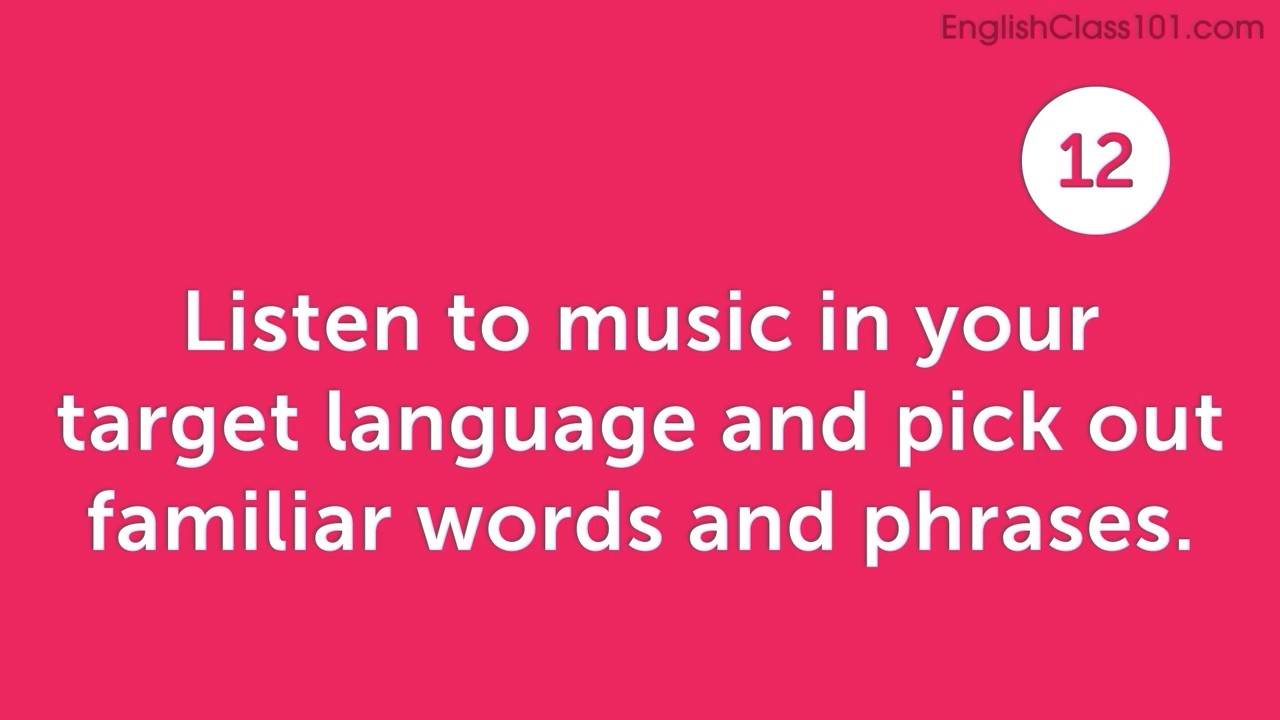 EnglishClass101.com
12
Listen to music in your
target language and pick out
familiar words and phrases.